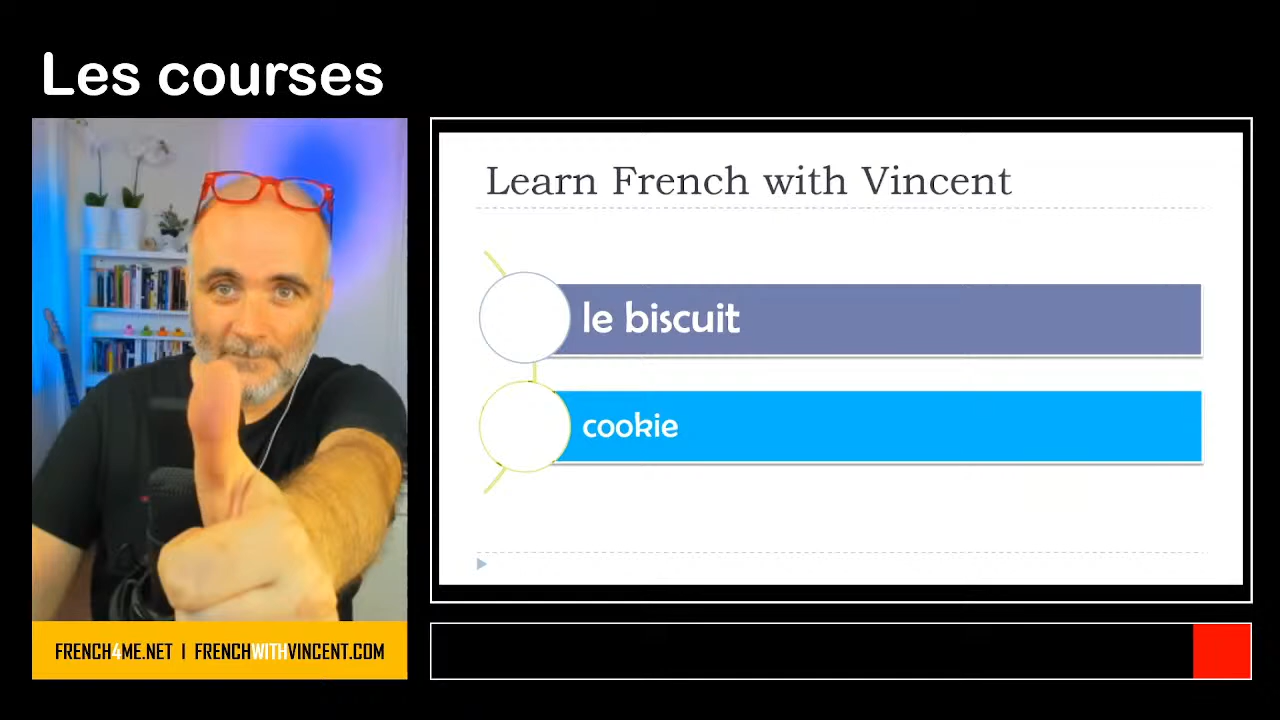 Les courses
Learn French with Vincent
le biscuit
cookie
FRENCH4ME.NET | FRENCHWITHVINCENT.COM